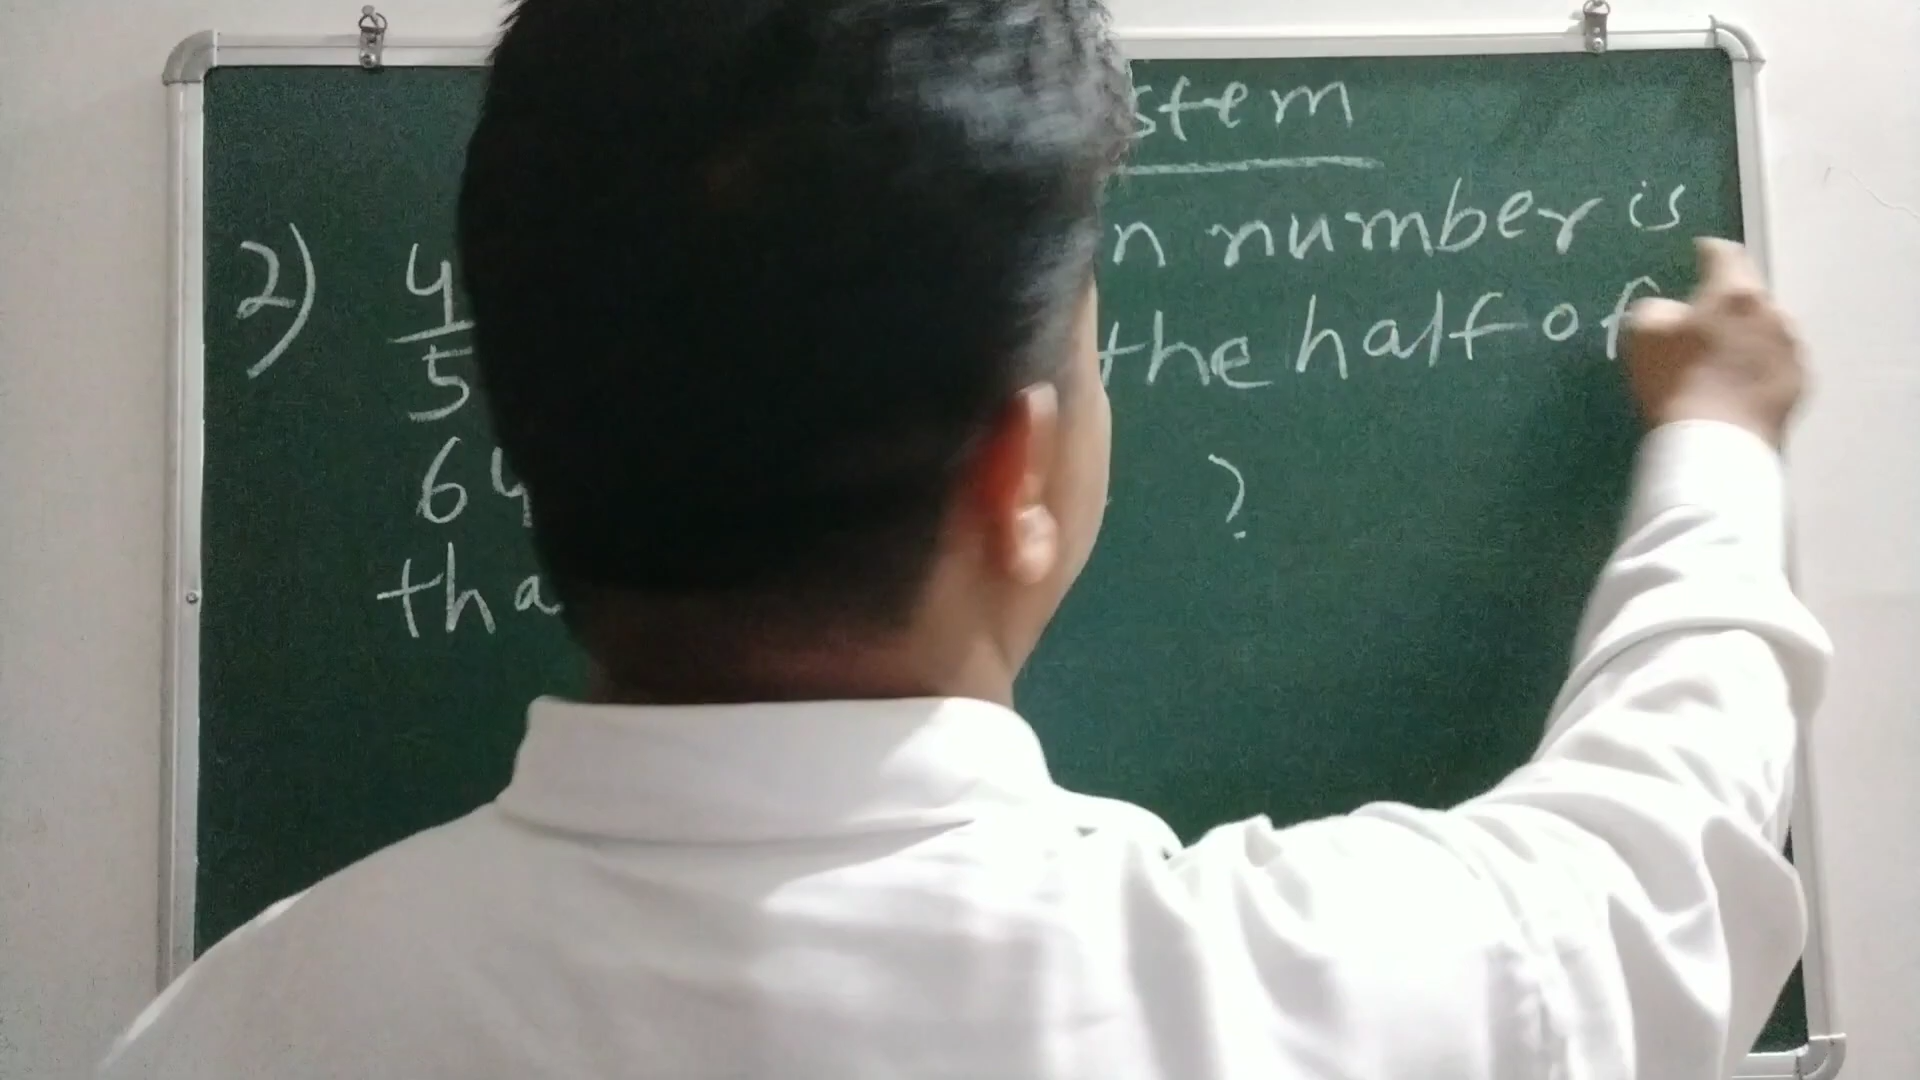 stem
2) 4 n number is
5 the half of
64 ?
tha